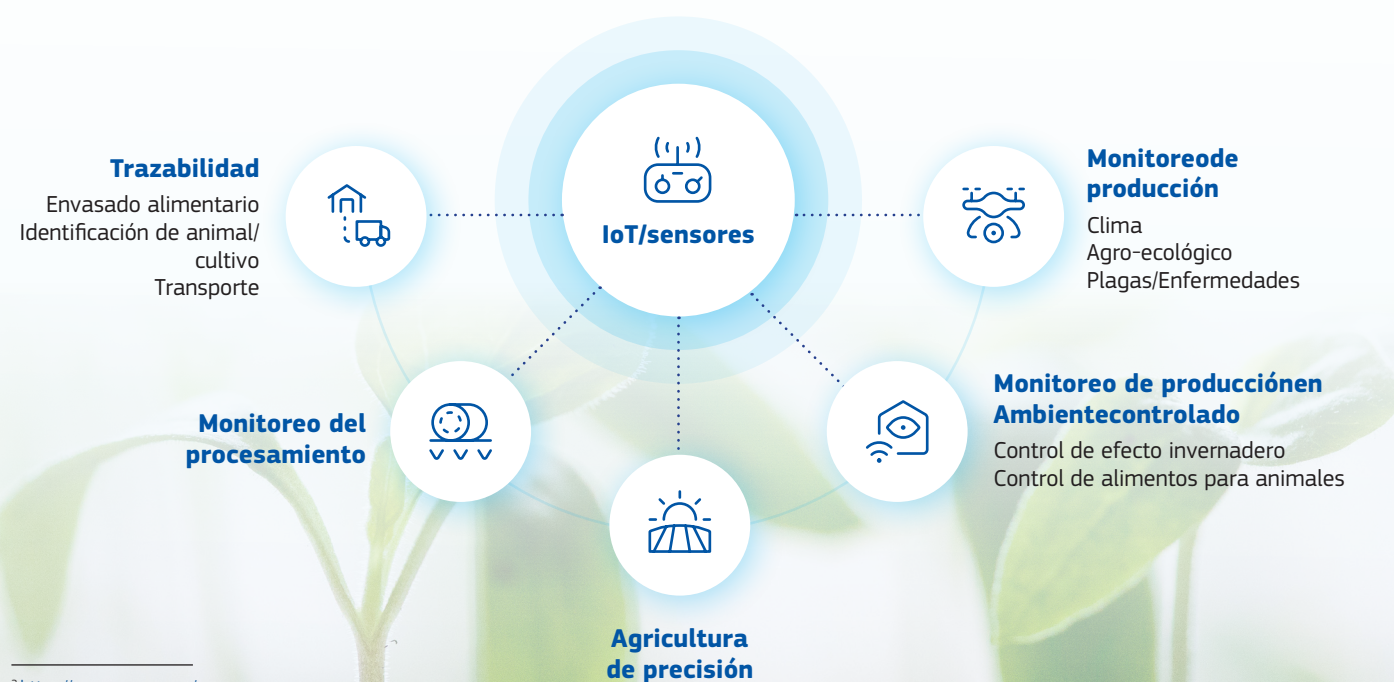 IoT/sensores
Trazabilidad
Envasado alimentario
Identificación de animal/
cultivo
Transporte
Monitoreode
producción
Clima
Agro-ecológico
Plagas/Enfermedades
Monitoreo del
procesamiento
Monitoreo de producciónen
Ambientecontrolado
Control de efecto invernadero
Control de alimentos para animales
Agricultura
de precisión